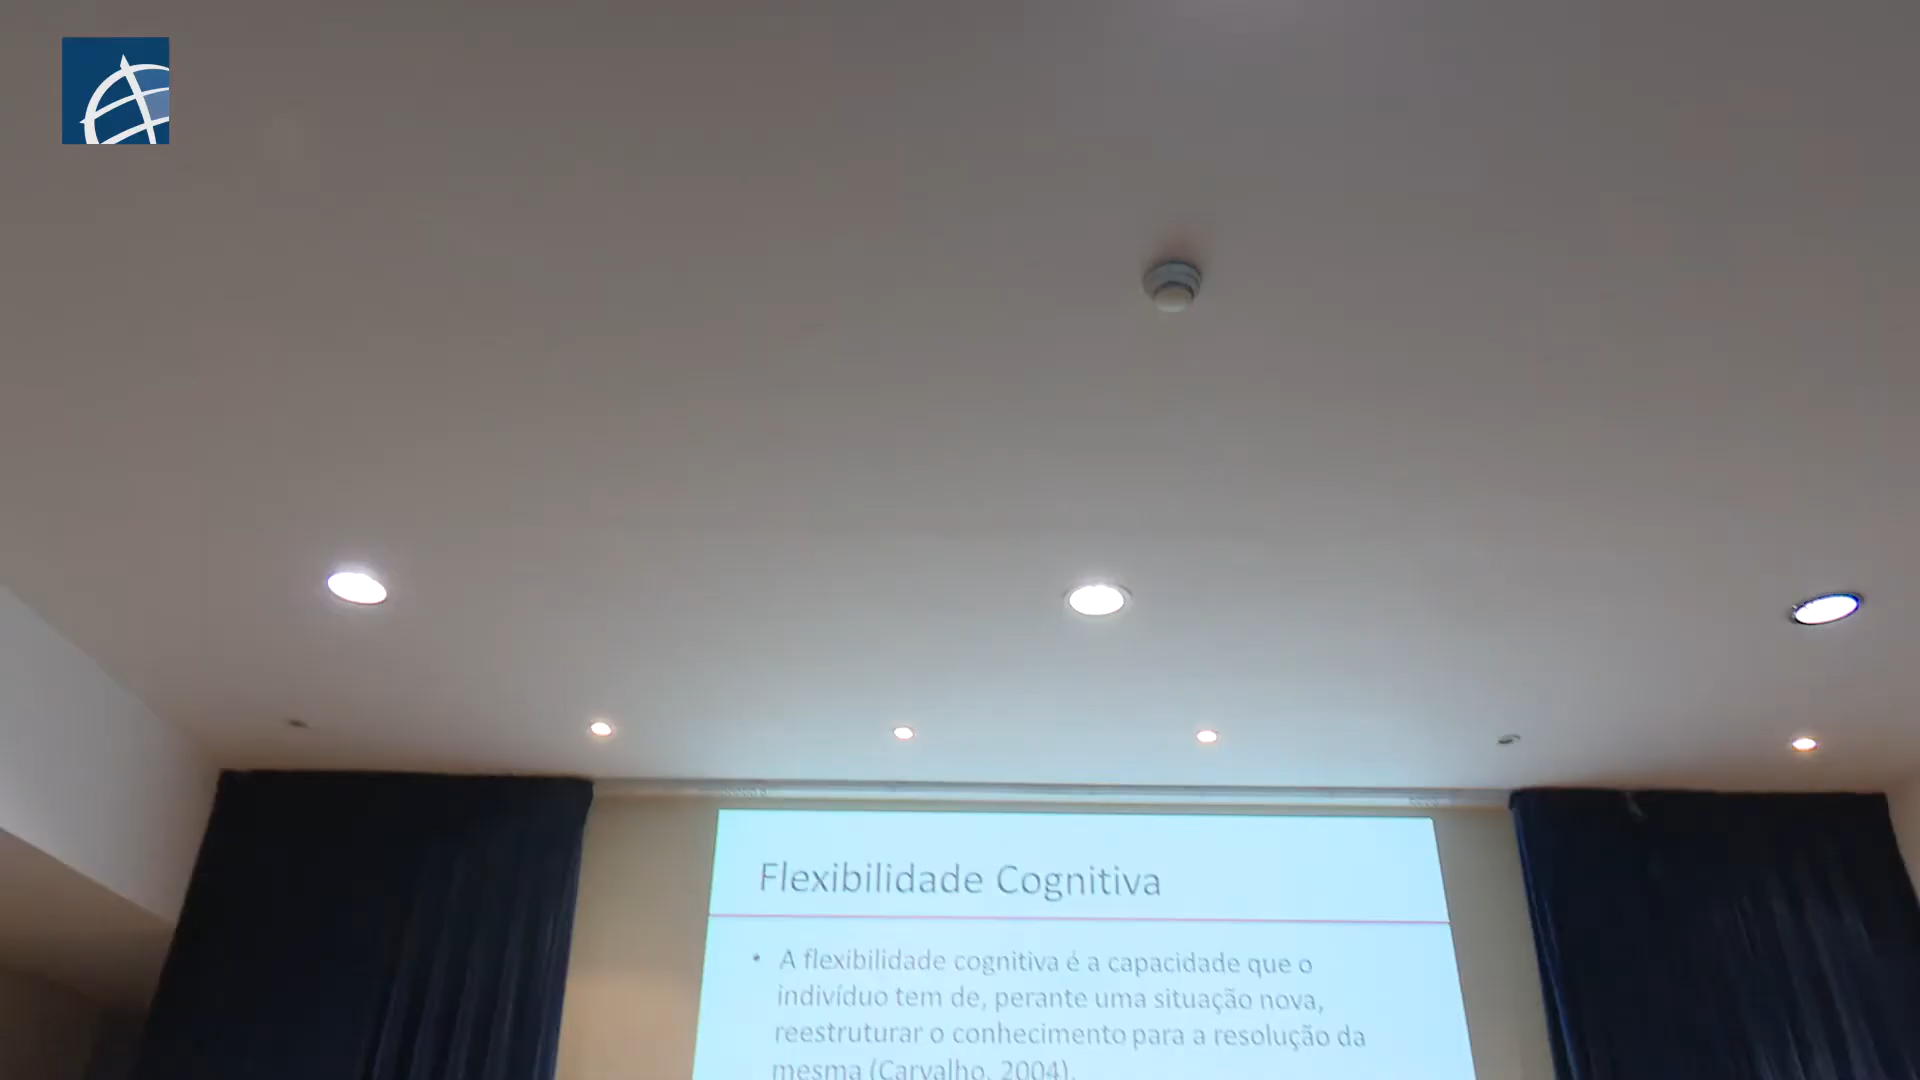 Flexibilidade Cognitiva
• A flexibilidade cognitiva é a capacidade que o
indivíduo tem de, perante uma situação nova,
reestruturar o conhecimento para a resolução da
mesma (Carvalho, 2004).